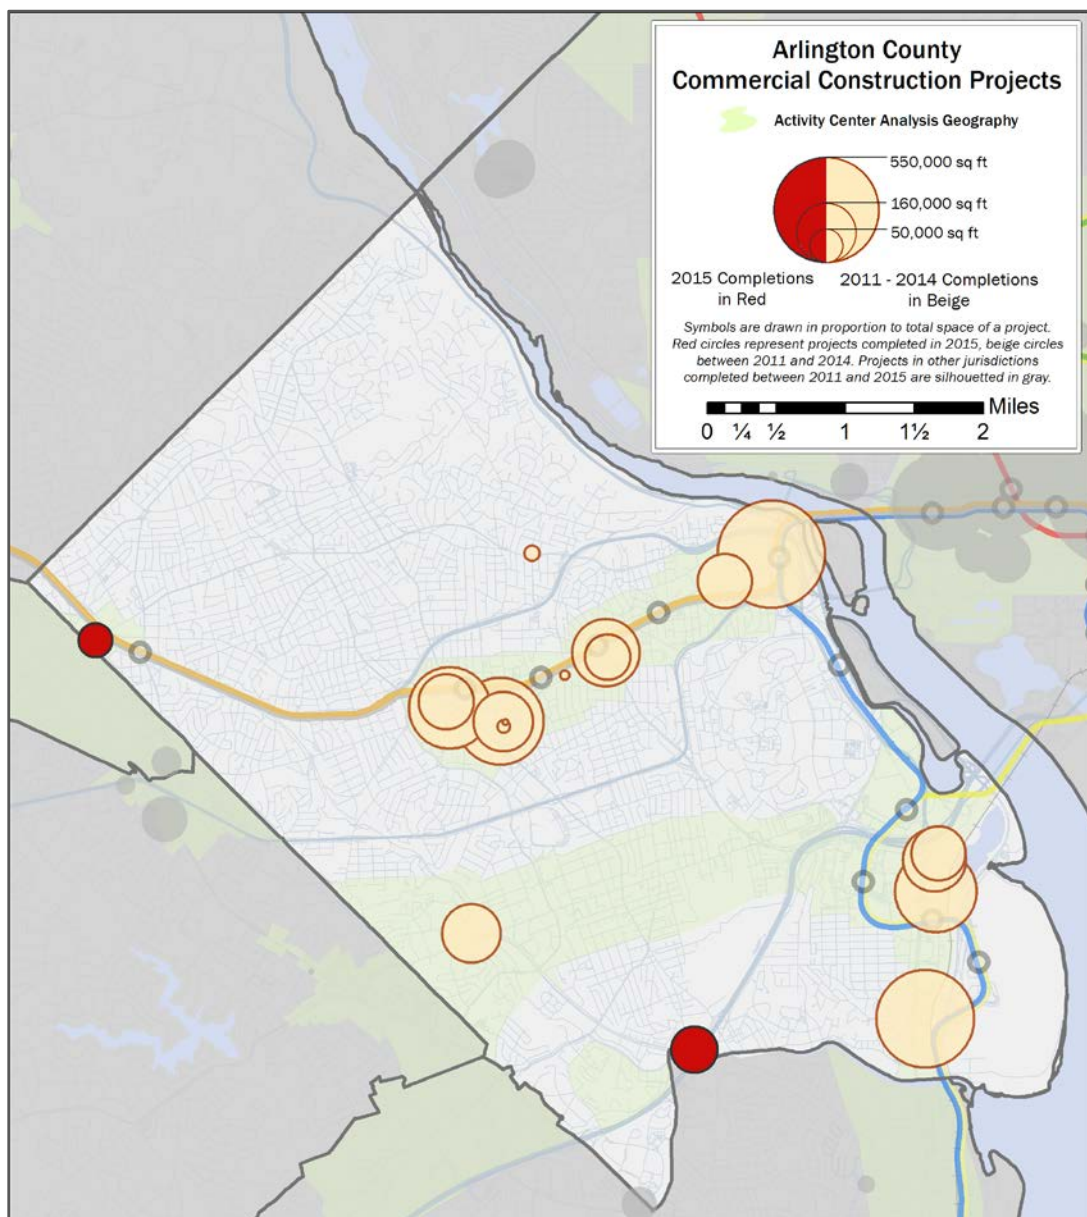 Arlington County
Commercial Construction Projects
Activity Center Analysis Geography
550,000 sq ft
160,000 sq ft
50,000 sq ft
2015 Completions
in Red
2011 - 2014 Completions
in Beige
Symbols are drawn in proportion to total space of a project.
Red circles represent projects completed in 2015, beige circles
between 2011 and 2014. Projects in other jurisdictions
completed between 2011 and 2015 are silhouetted in gray.
Miles
0 ¼ ½ 1 1½ 2